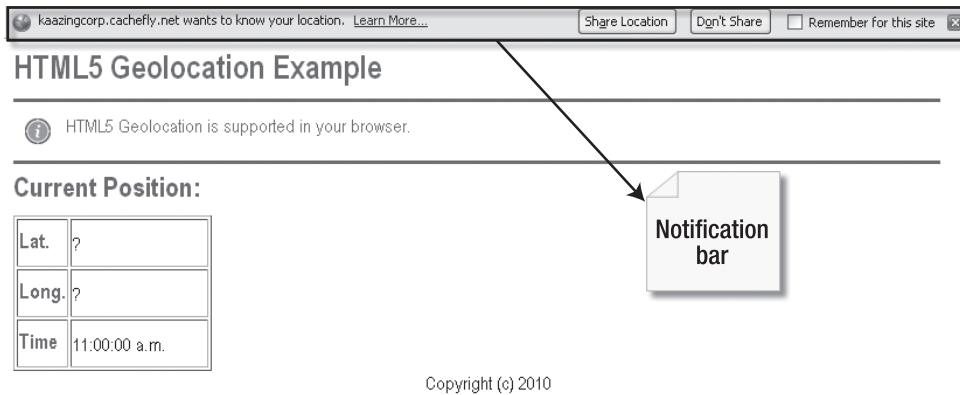 kaazingcorp.cachefly.net wants to know your location. Learn More... Share Location Don't Share Remember for this site
HTML5 Geolocation Example
HTML5 Geolocation is supported in your browser.
Current Position:
Lat. ?
Long. ?
Time 11:00:00 a.m.
Notification
bar
Copyright (c) 2010